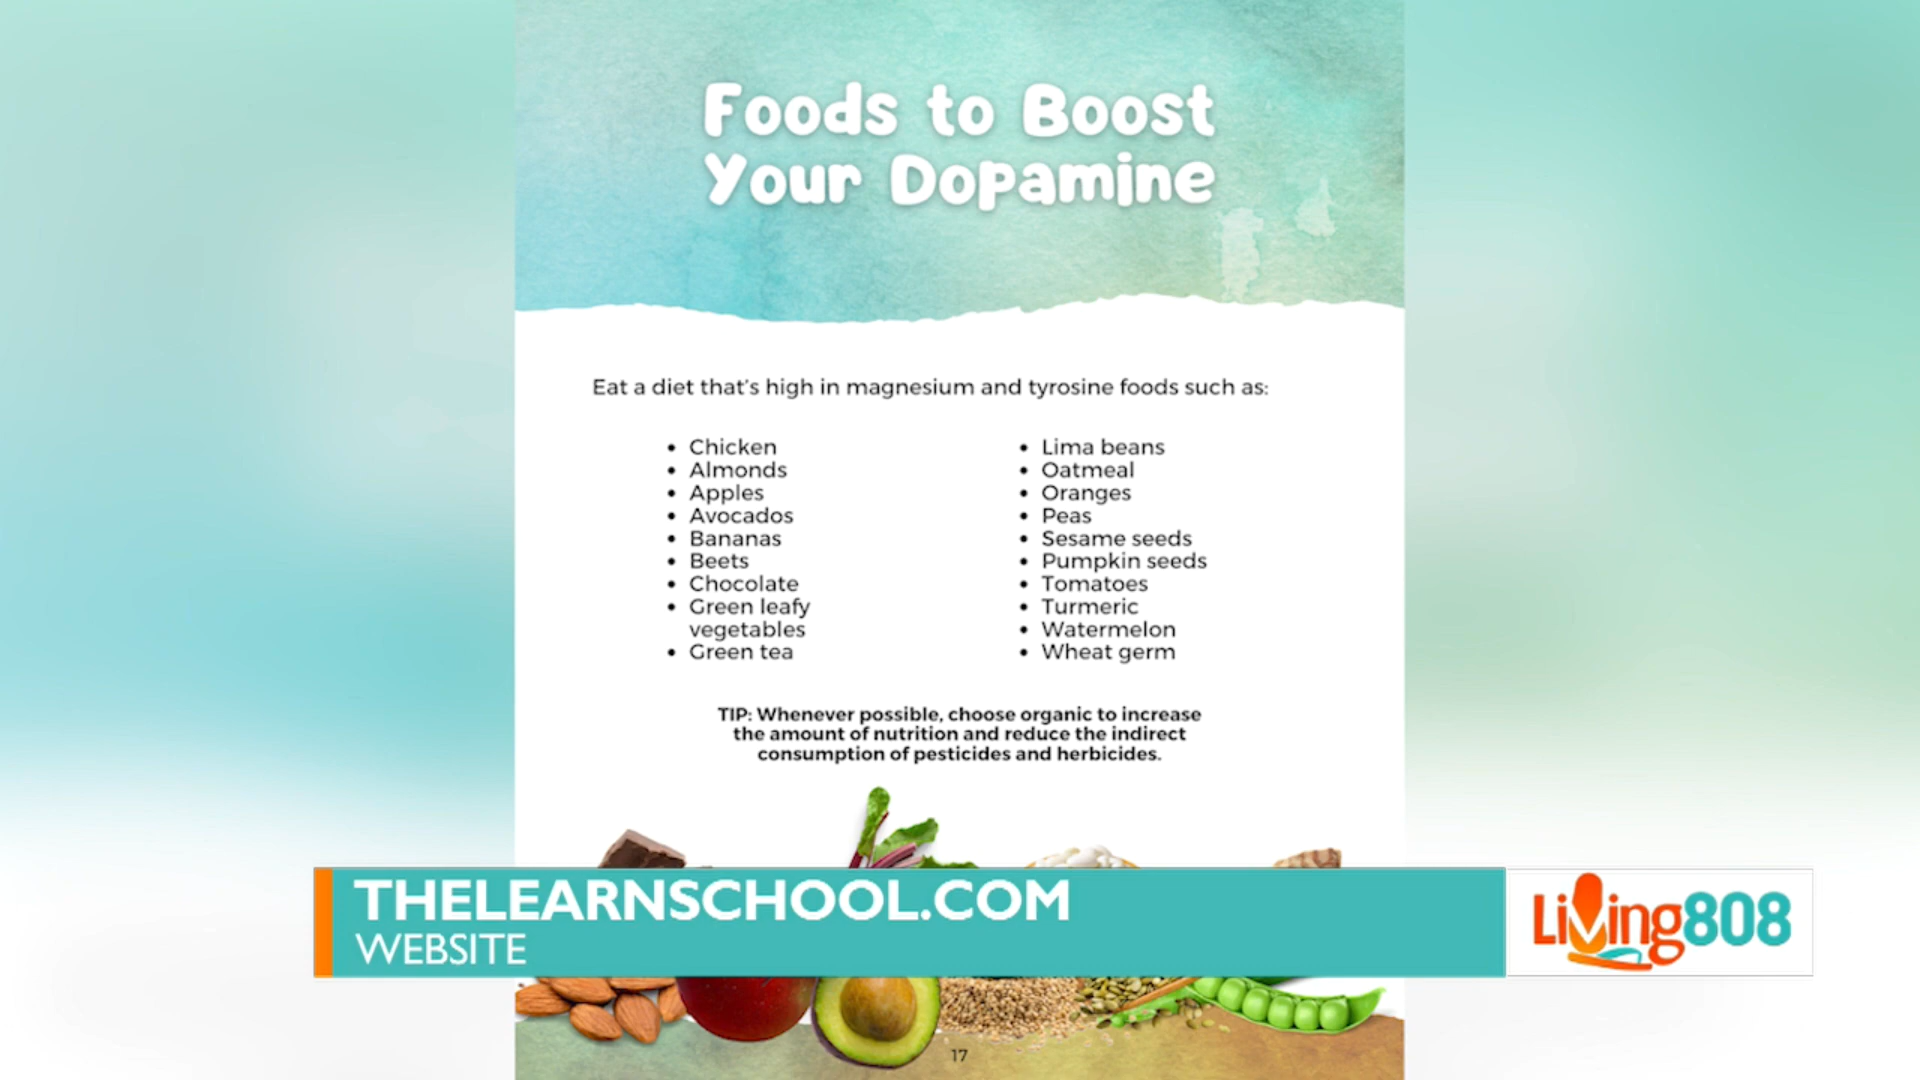 Foods to Boost
Your Dopamine
Eat a diet that's high in magnesium and tyrosine foods such as:
• Chicken
• Almonds
• Apples
• Avocados
• Bananas
• Beets
• Chocolate
• Green leafy
vegetables
• Green tea
• Lima beans
• Oatmeal
• Oranges
• Peas
• Sesame seeds
• Pumpkin seeds
• Tomatoes
• Turmeric
• Watermelon
• Wheat germ
TIP: Whenever possible, choose organic to increase
the amount of nutrition and reduce the indirect
consumption of pesticides and herbicides.
THELEARNSCHOOL.COM
WEBSITE
Living808
17